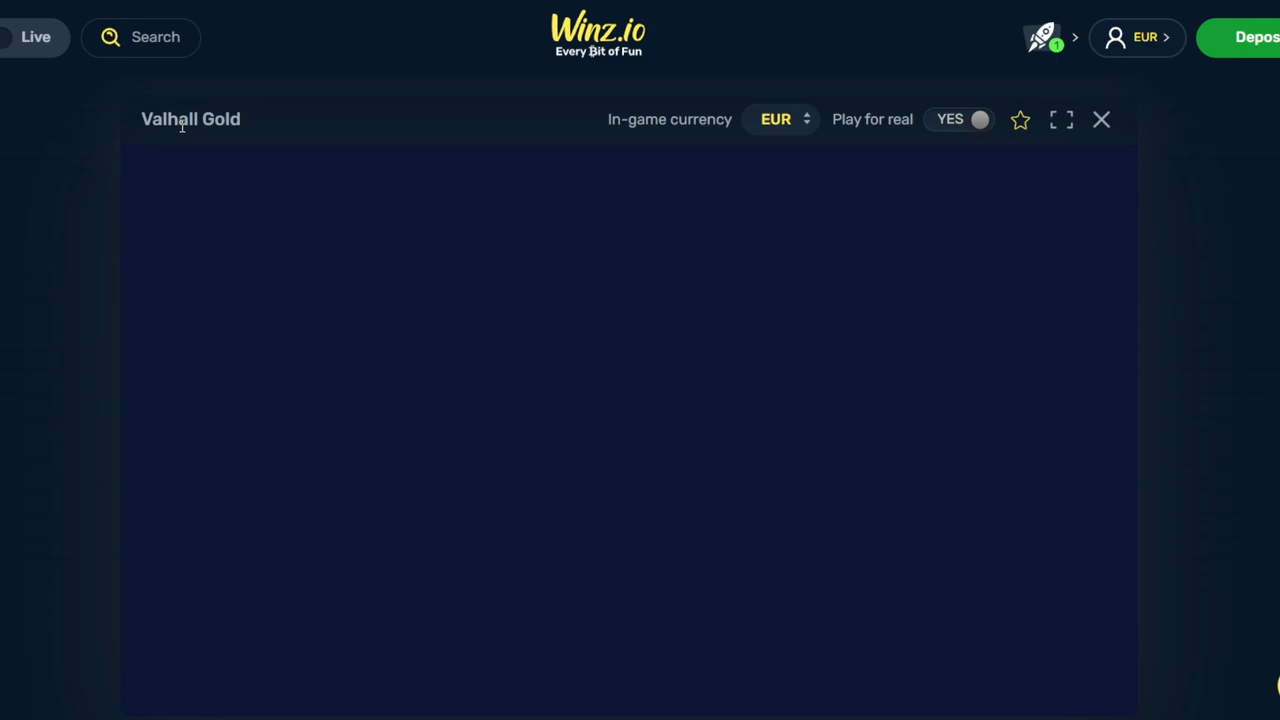 Live
Search
Winz.io
Every Bit of Fun
1
EUR
Depos
Valhall Gold
In-game currency
EUR
Play for real
YES